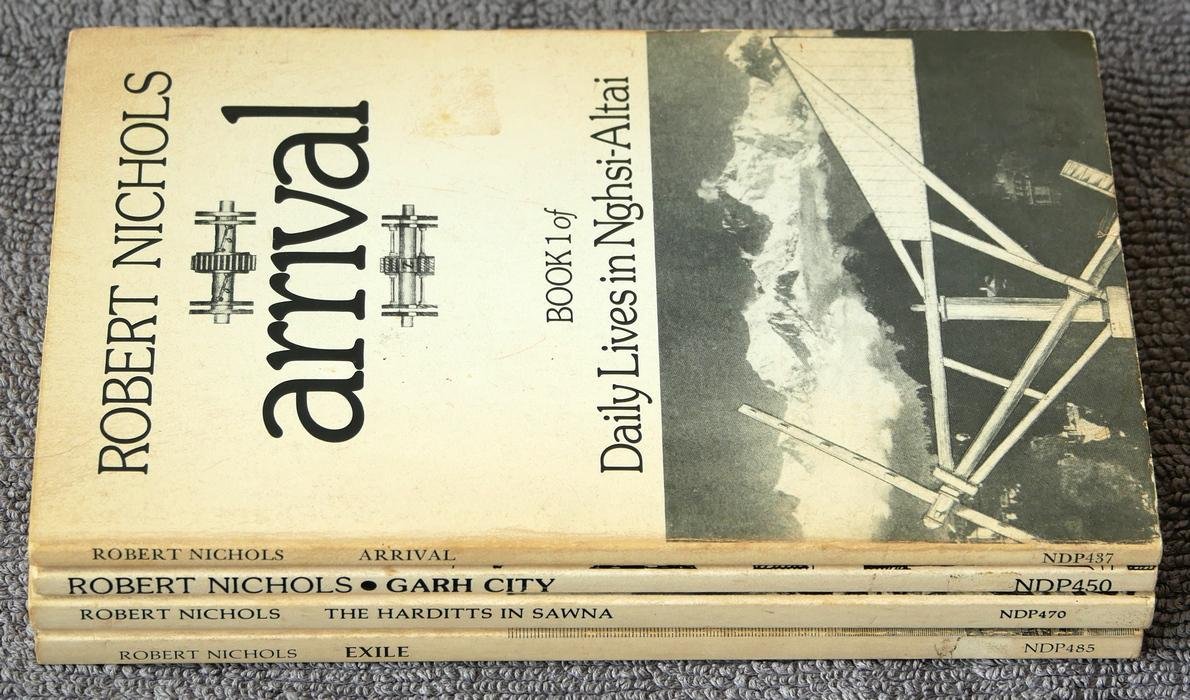 ROBERT NICHOLS
arrival
BOOK 1 of
Daily Lives in Nghsi-Altai
ROBERT NICHOLS ARRIVAL NDP437
ROBERT NICHOLS ● GARH CITY NDP450
ROBERT NICHOLS THE HARDITTS IN SAWNA NDP470
ROBERT NICHOLS EXILE NDP485